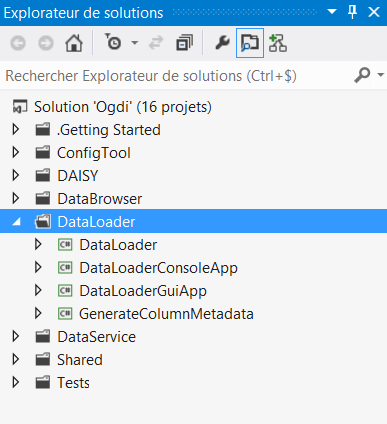 Explorateur de solutions
Rechercher Explorateur de solutions (Ctrl+$)
Solution 'Ogdi' (16 projets)
.Getting Started
ConfigTool
DAISY
DataBrowser
DataLoader
C# DataLoader
C# DataLoaderConsoleApp
C# DataLoaderGuiApp
C# GenerateColumnMetadata
DataService
Shared
Tests